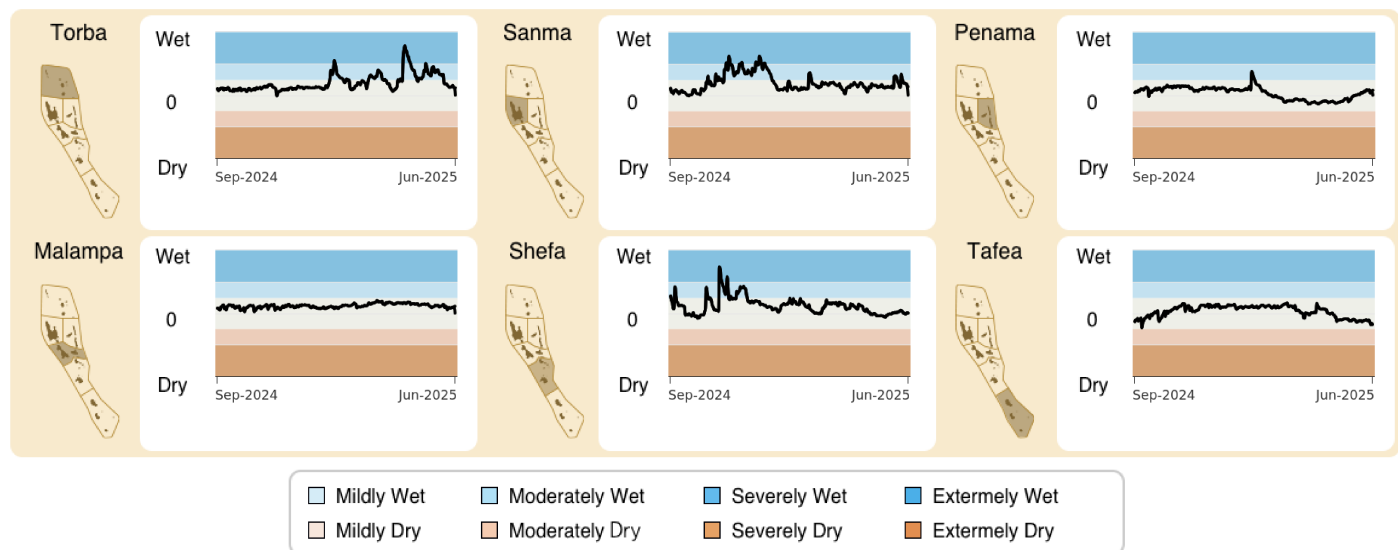 Torba
Wet
0
Dry
Sep-2024
Jun-2025
Sanma
Wet
0
Dry
Sep-2024
Jun-2025
Penama
Wet
0
Dry
Sep-2024
Jun-2025
Malampa
Wet
0
Dry
Sep-2024
Jun-2025
Shefa
Wet
0
Dry
Sep-2024
Jun-2025
Tafea
Wet
0
Dry
Sep-2024
Jun-2025
Mildly Wet
Moderately Wet
Severely Wet
Extermely Wet
Mildly Dry
Moderately Dry
Severely Dry
Extermely Dry